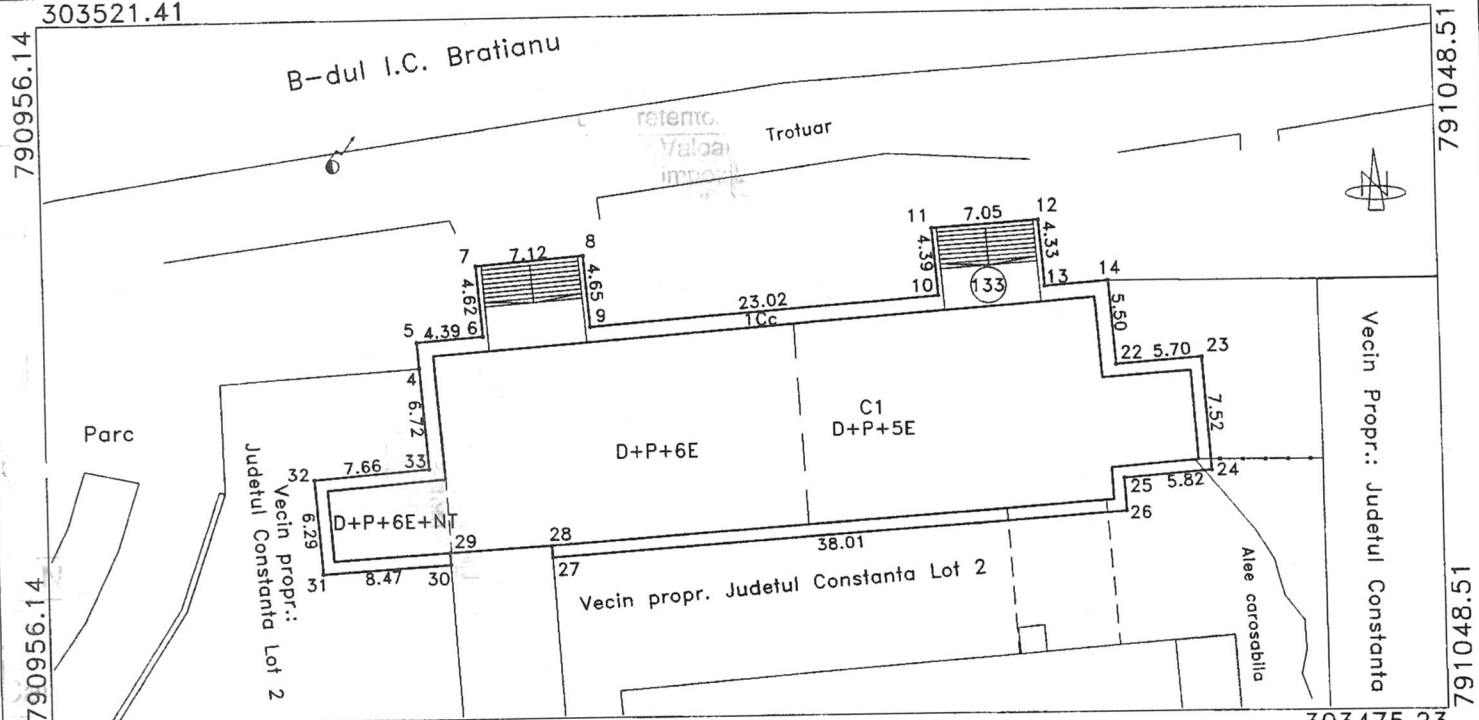 303521.41
790956.14
791048.51
B-dul I.C. Bratianu
retento.
Valoa
impozit
Trotuar
N
7
7.12
8
11
7.05
12
4.62
4.65
4.39
4.33
10
133
13
14
5
4.39
6
9
23.02
1Cc
5.50
4
22
5.70
23
6.72
C1
D+P+5E
7.52
Parc
D+P+6E
32
7.66
33
24
5.82
25
26
6.29
D+P+6E+NT
29
28
38.01
31
8.47
30
27
Vecin propr.:
Judetul Constanta Lot 2
Vecin propr. Judetul Constanta Lot 2
Alee carosabila
Vecin Propr.: Judetul Constanta
790956.14
791048.51
303475.23